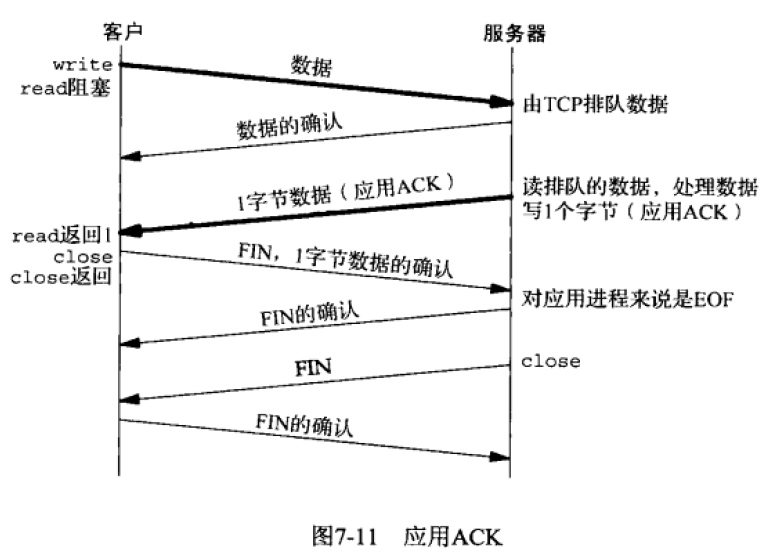 客户
服务器
write
read阻塞
数据
由TCP排队数据
数据的确认
1字节数据（应用ACK）
读排队的数据，处理数据
写1个字节（应用ACK）
read返回1
close
close返回
FIN，1字节数据的确认
对应用进程来说是EOF
FIN的确认
FIN
close
FIN的确认
图7-11 应用ACK